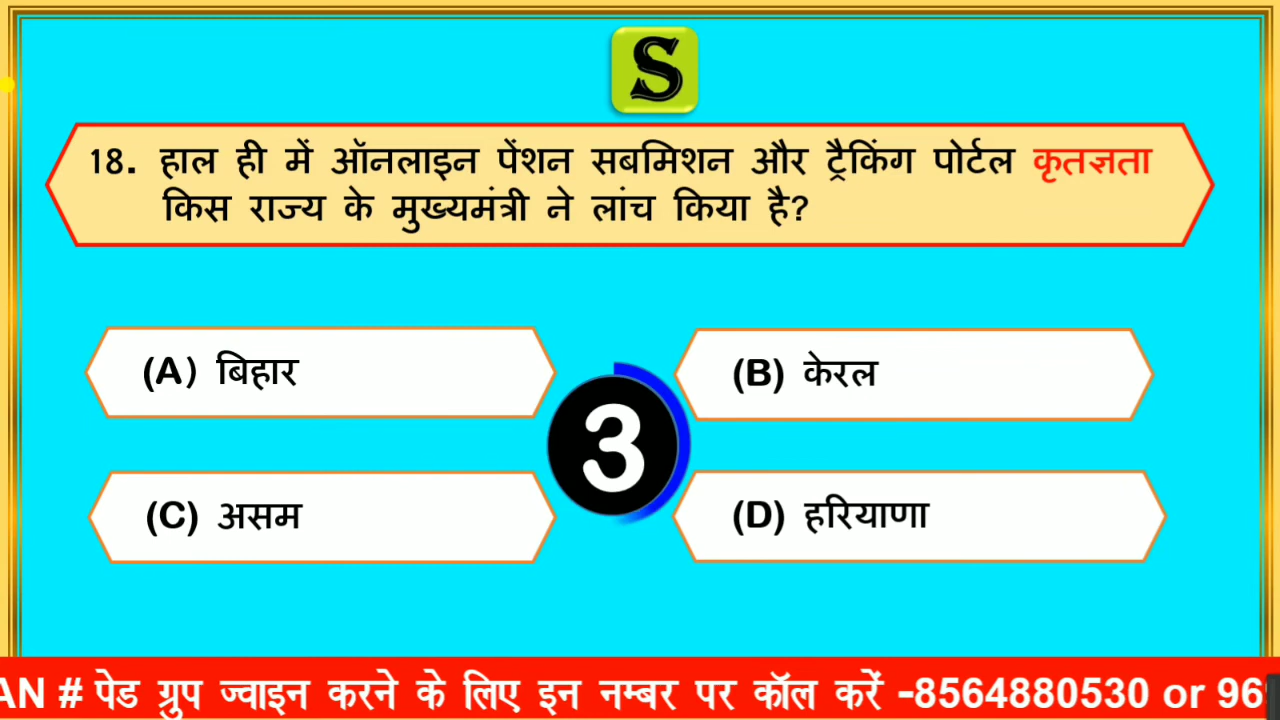 S
18. हाल ही में ऑनलाइन पेंशन सबमिशन और ट्रैकिंग पोर्टल कृतज्ञता
किस राज्य के मुख्यमंत्री ने लांच किया है?
(A) बिहार
(B) केरल
3
(C) असम
(D) हरियाणा
AN # पेड ग्रुप ज्वाइन करने के लिए इन नम्बर पर कॉल करें -8564880530 or 96